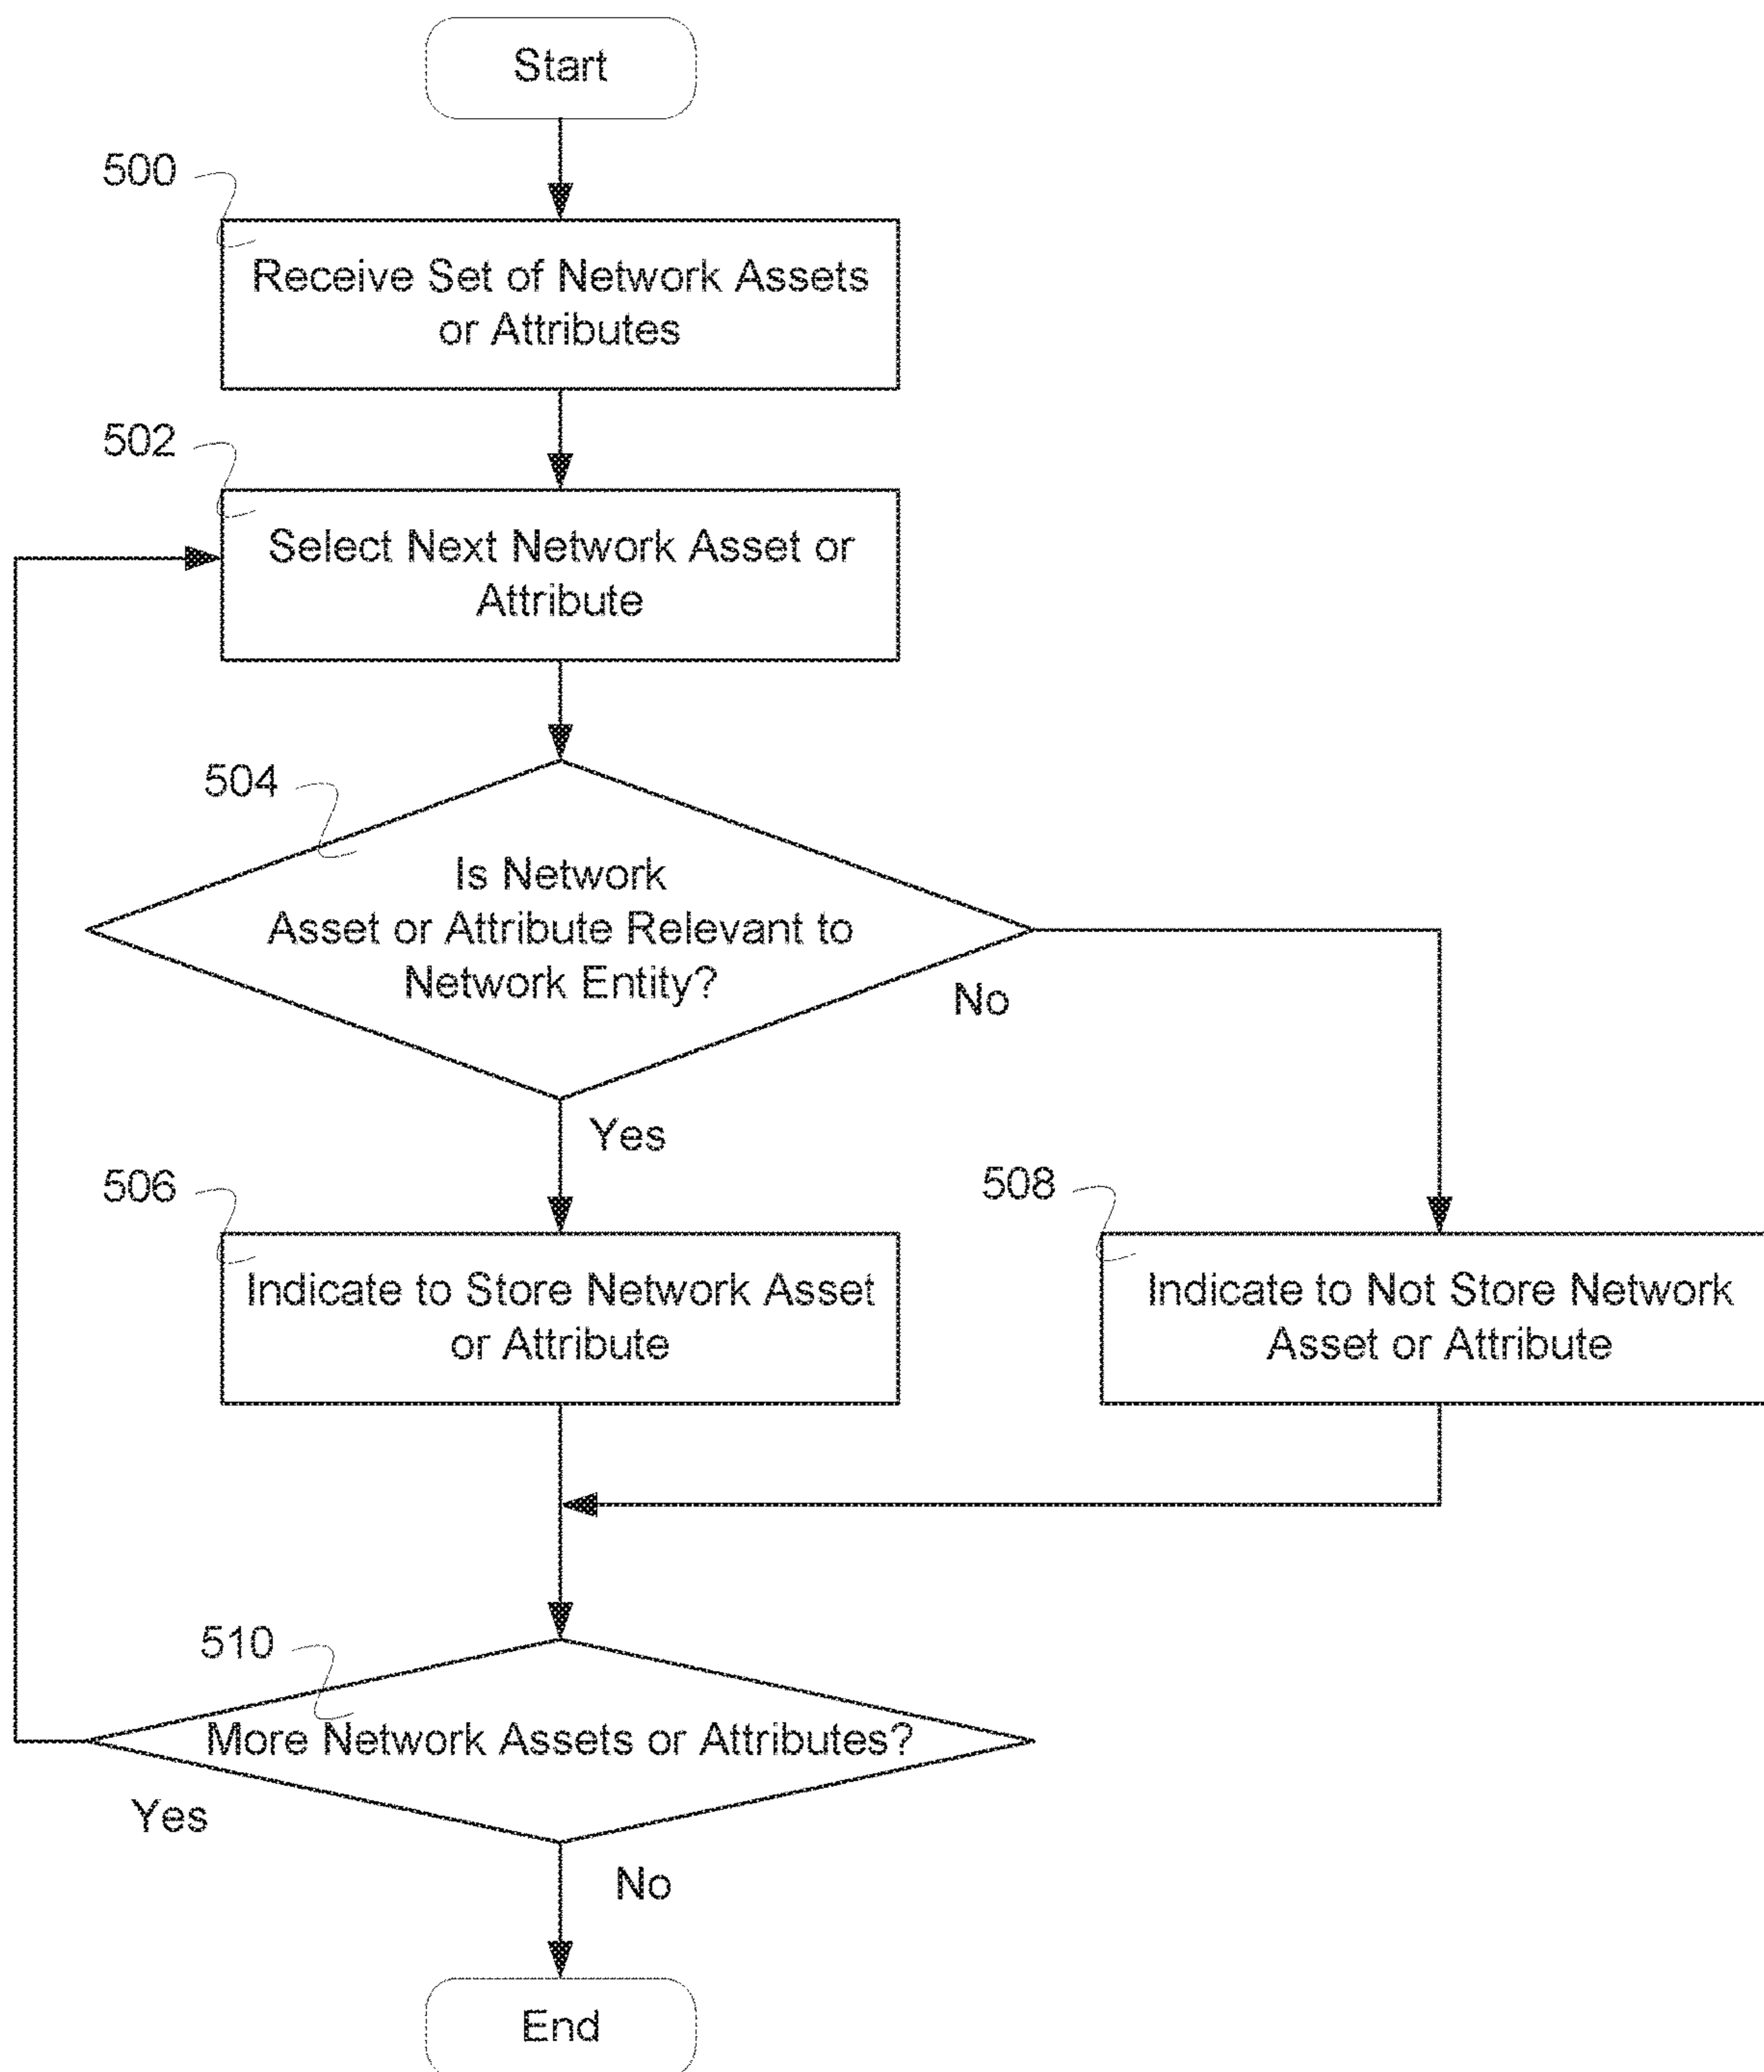 Start
500
Receive Set of Network Assets
or Attributes
502
Select Next Network Asset or
Attribute
504
Is Network
Asset or Attribute Relevant to
Network Entity?
No
Yes
506
Indicate to Store Network Asset
or Attribute
508
Indicate to Not Store Network
Asset or Attribute
510
More Network Assets or Attributes?
Yes
No
End